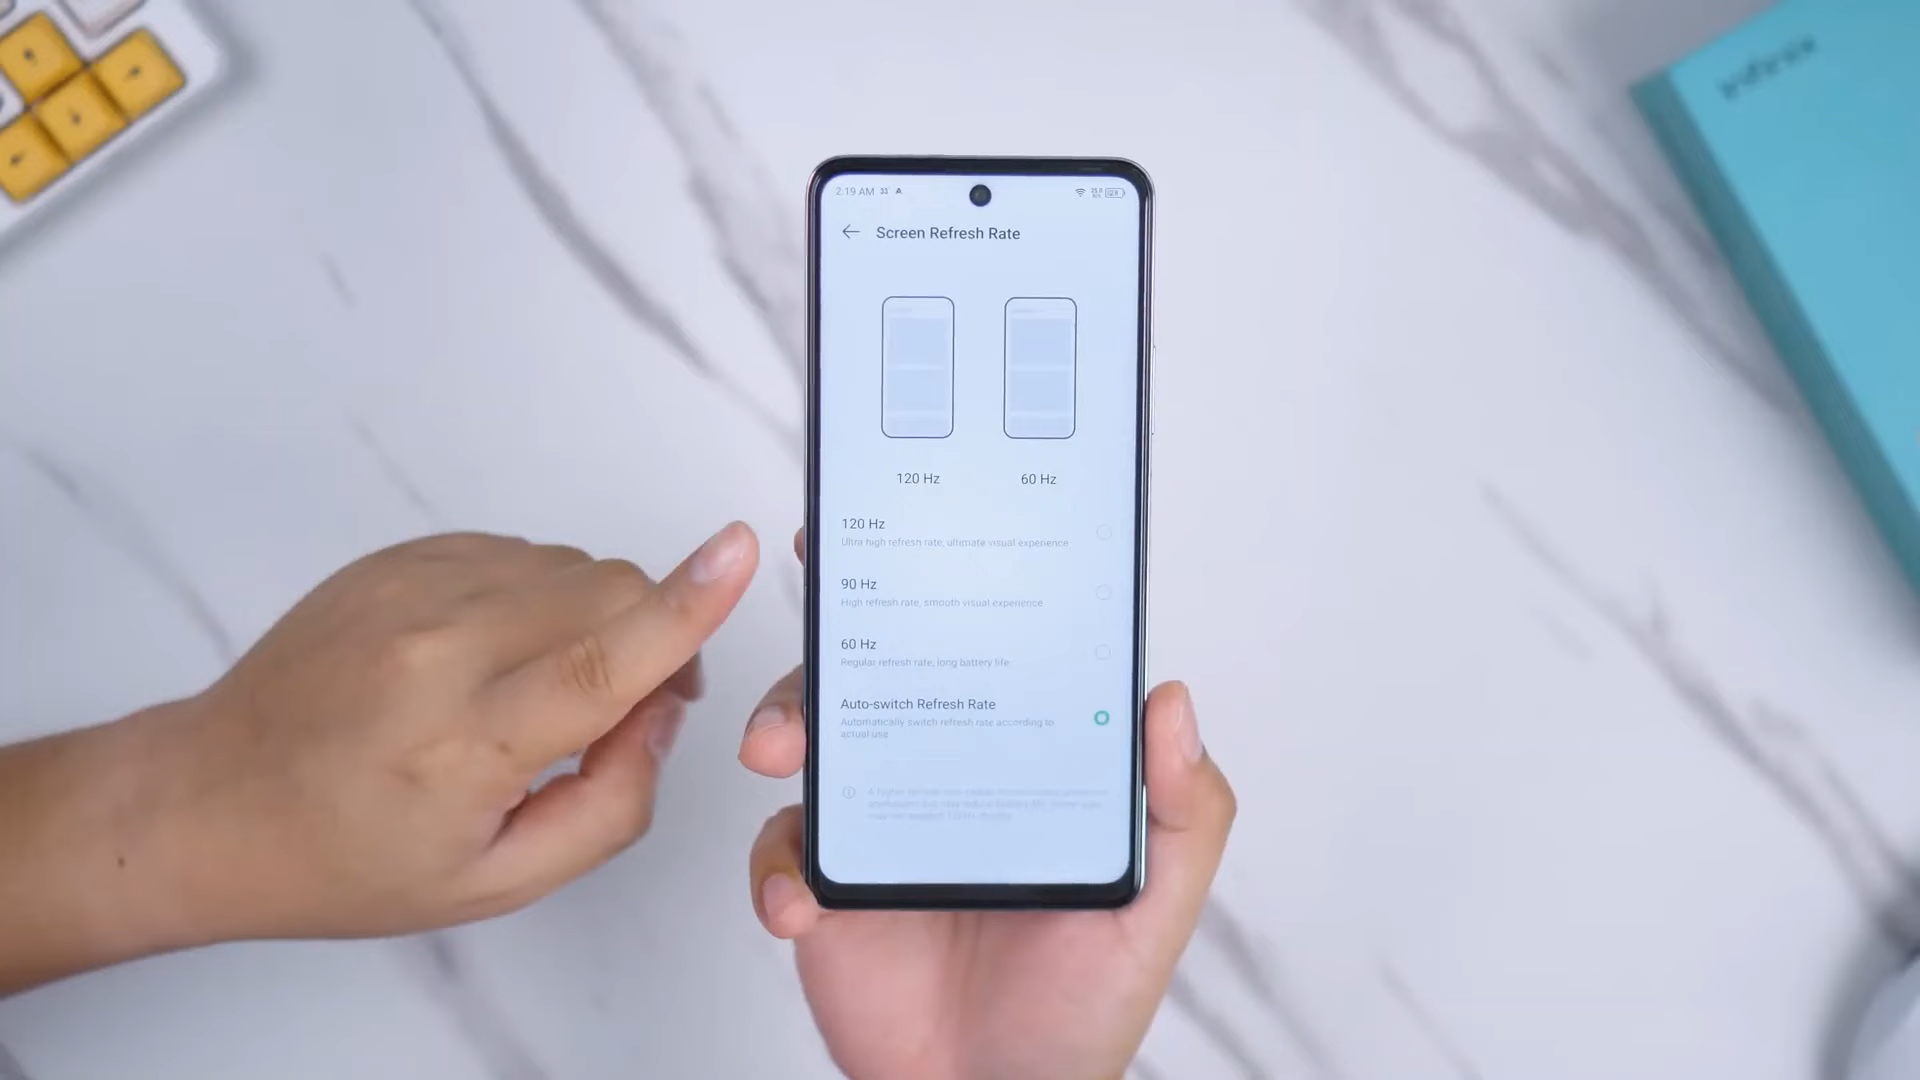 Infinix
2:19 AM
Screen Refresh Rate
120 Hz
60 Hz
120 Hz
Ultra high refresh rate, ultimate visual experience
90 Hz
High refresh rate, smooth visual experience
60 Hz
Regular refresh rate, long battery life
Auto-switch Refresh Rate
Automatically switch refresh rate according to
actual use